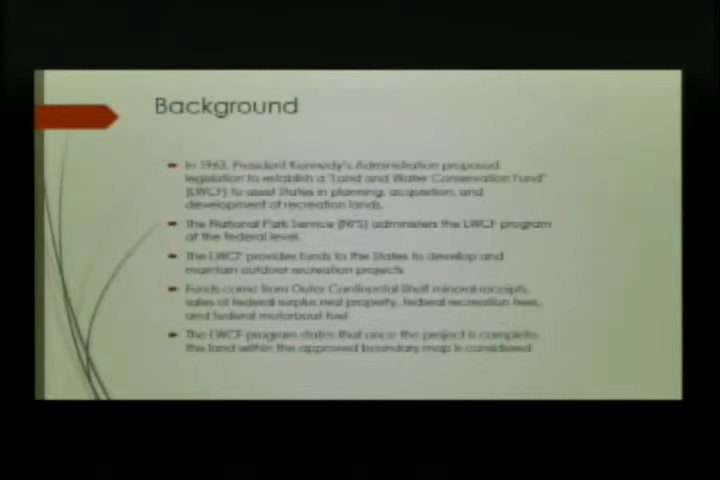 Background
In 1963, President Kennedy's Administration proposed
legislation to establish a "Land and Water Conservation Fund"
(LWCF) to assist States in planning, acquisition, and
development of recreation lands.
The National Park Service (NPS) administers the LWCF program
at the federal level.
The LWCF provides funds to the States to develop and
maintain outdoor recreation projects
Funds come from Outer Continental Shelf mineral receipts,
sales of federal surplus real property, federal recreation fees,
and federal motorboat fuel
The LWCF program states that once the project is complete
the land within the approved boundary map is considered